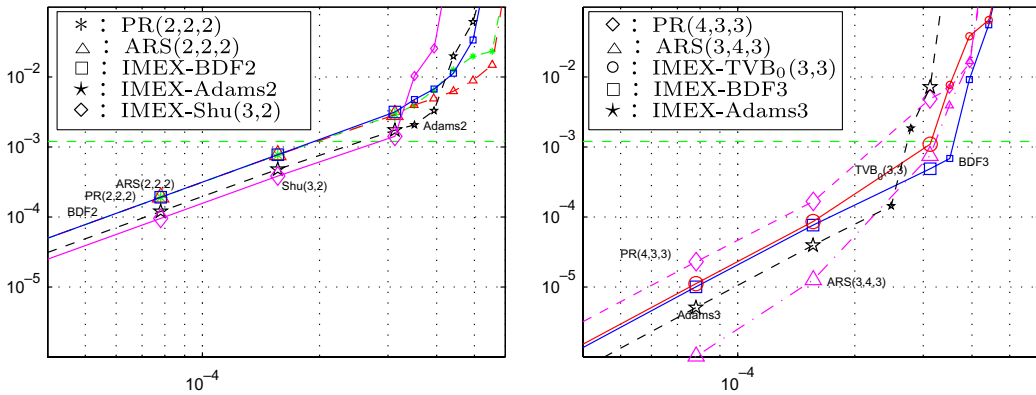 ∗ : PR(2,2,2)
△ : ARS(2,2,2)
□ : IMEX-BDF2
☆ : IMEX-Adams2
◇ : IMEX-Shu(3,2)
10⁻²
10⁻³
10⁻⁴
10⁻⁵
Adams2
ARS(2,2,2)
PR(2,2,2)
Shu(3,2)
BDF2
10⁻⁴
◇ : PR(4,3,3)
△ : ARS(3,4,3)
○ : IMEX-TVB₀(3,3)
□ : IMEX-BDF3
★ : IMEX-Adams3
10⁻²
10⁻³
10⁻⁴
10⁻⁵
TVB₀(3,3)
BDF3
PR(4,3,3)
ARS(3,4,3)
Adams3
10⁻⁴